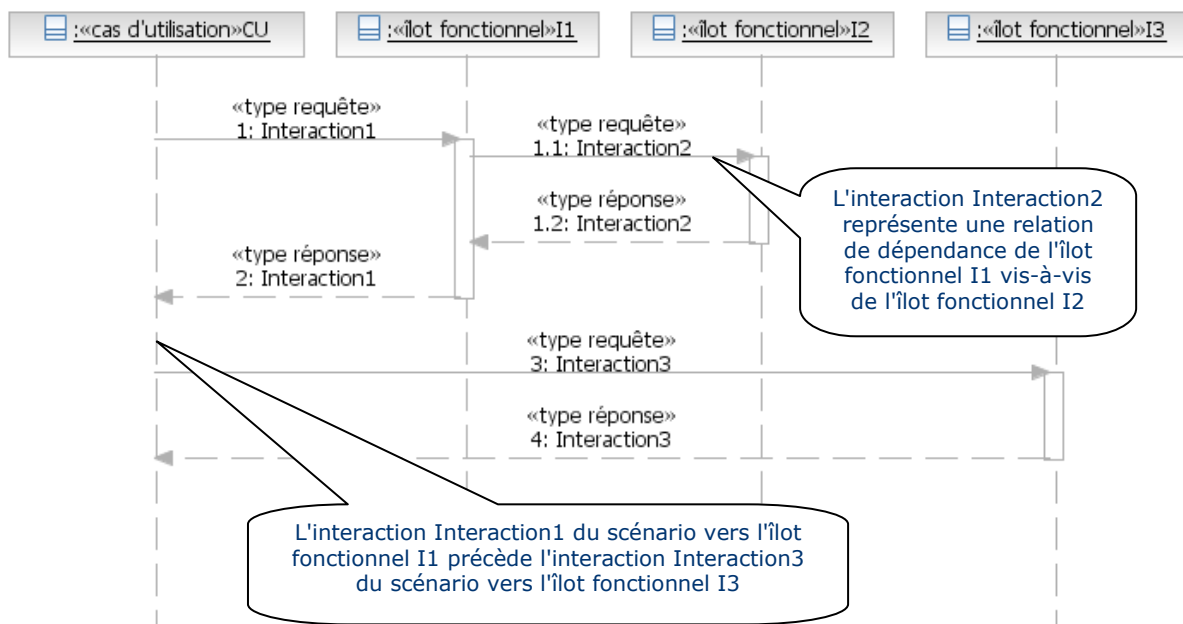 :«cas d'utilisation»CU
:«îlot fonctionnel»I1
:«îlot fonctionnel»I2
:«îlot fonctionnel»I3
«type requête»
1: Interaction1
«type requête»
1.1: Interaction2
L'interaction Interaction2
représente une relation
de dépendance de l'îlot
fonctionnel I1 vis-à-vis
de l'îlot fonctionnel I2
«type réponse»
1.2: Interaction2
«type réponse»
2: Interaction1
«type requête»
3: Interaction3
«type réponse»
4: Interaction3
L'interaction Interaction1 du scénario vers l'îlot
fonctionnel I1 précède l'interaction Interaction3
du scénario vers l'îlot fonctionnel I3